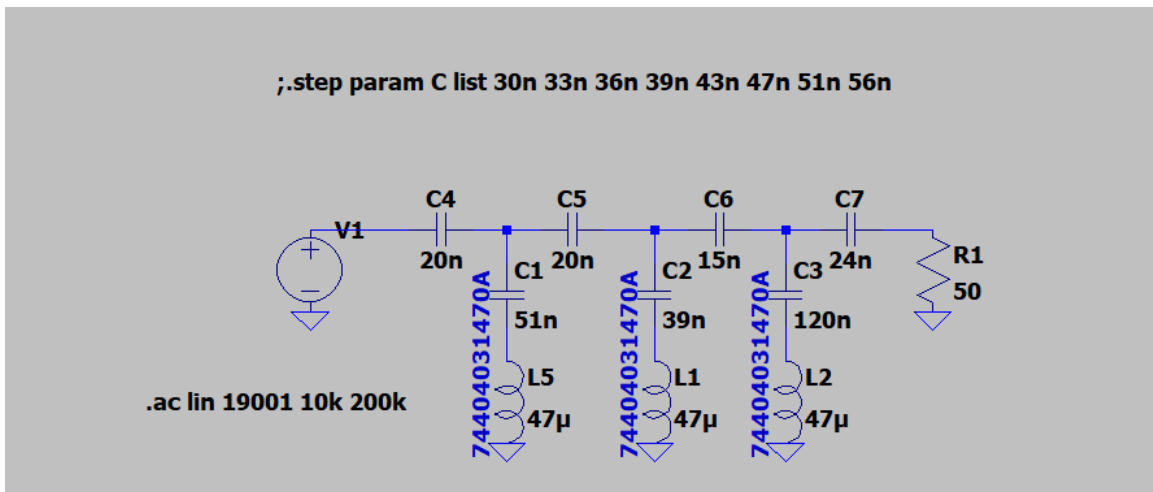 ;.step param C list 30n 33n 36n 39n 43n 47n 51n 56n
C4
C5
C6
C7
V1
20n
20n
15n
24n
C1
C2
C3
R1
51n
39n
120n
50
74404031470A
74404031470A
74404031470A
L5
L1
L2
47µ
47µ
47µ
.ac lin 19001 10k 200k